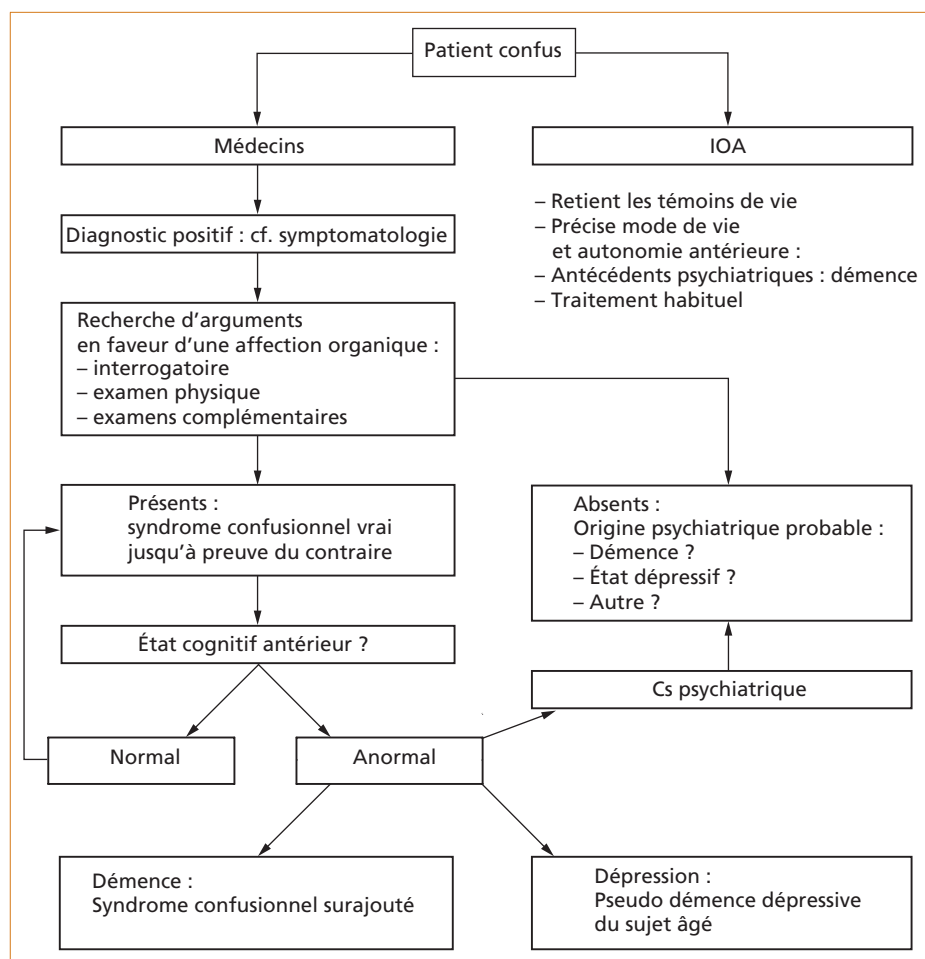 Patient confus
Médecins
IOA
– Retient les témoins de vie
– Précise mode de vie
et autonomie antérieure :
– Antécédents psychiatriques : démence
– Traitement habituel
Diagnostic positif : cf. symptomatologie
Recherche d’arguments
en faveur d’une affection organique :
– interrogatoire
– examen physique
– examens complémentaires
Présents :
syndrome confusionnel vrai
jusqu’à preuve du contraire
Absents :
Origine psychiatrique probable :
– Démence ?
– État dépressif ?
– Autre ?
État cognitif antérieur ?
Cs psychiatrique
Normal
Anormal
Démence :
Syndrome confusionnel surajouté
Dépression :
Pseudo démence dépressive
du sujet âgé